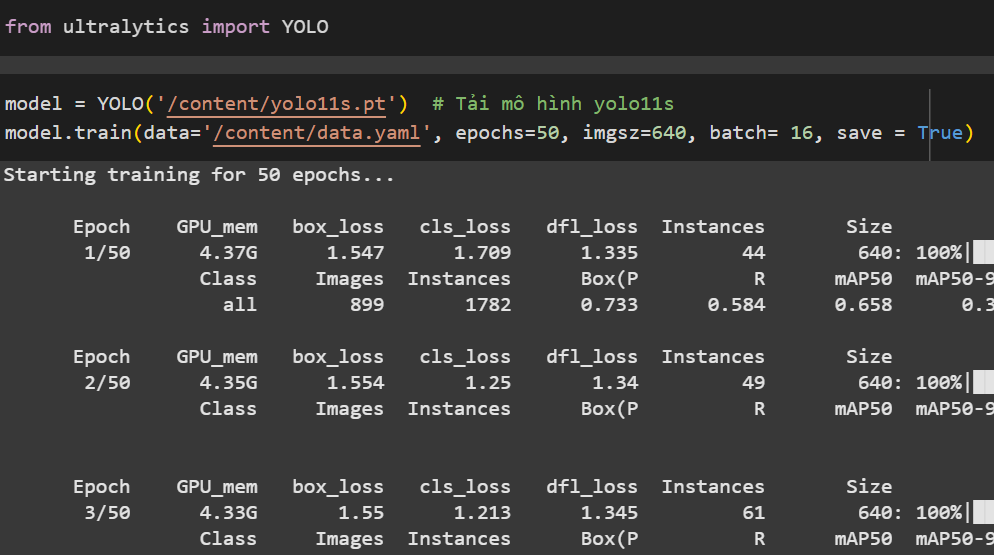 from ultralytics import YOLO
model = YOLO('/content/yolo11s.pt')  # Tải mô hình yolo11s
model.train(data='/content/data.yaml', epochs=50, imgsz=640, batch= 16, save = True)
Starting training for 50 epochs...
Epoch GPU_mem box_loss cls_loss dfl_loss Instances Size
1/50 4.37G 1.547 1.709 1.335 44 640: 100%|
Class Images Instances Box(P R mAP50 mAP50-9
all 899 1782 0.733 0.584 0.658 0.3
Epoch GPU_mem box_loss cls_loss dfl_loss Instances Size
2/50 4.35G 1.554 1.25 1.34 49 640: 100%|
Class Images Instances Box(P R mAP50 mAP50-9
Epoch GPU_mem box_loss cls_loss dfl_loss Instances Size
3/50 4.33G 1.55 1.213 1.345 61 640: 100%|
Class Images Instances Box(P R mAP50 mAP50-9